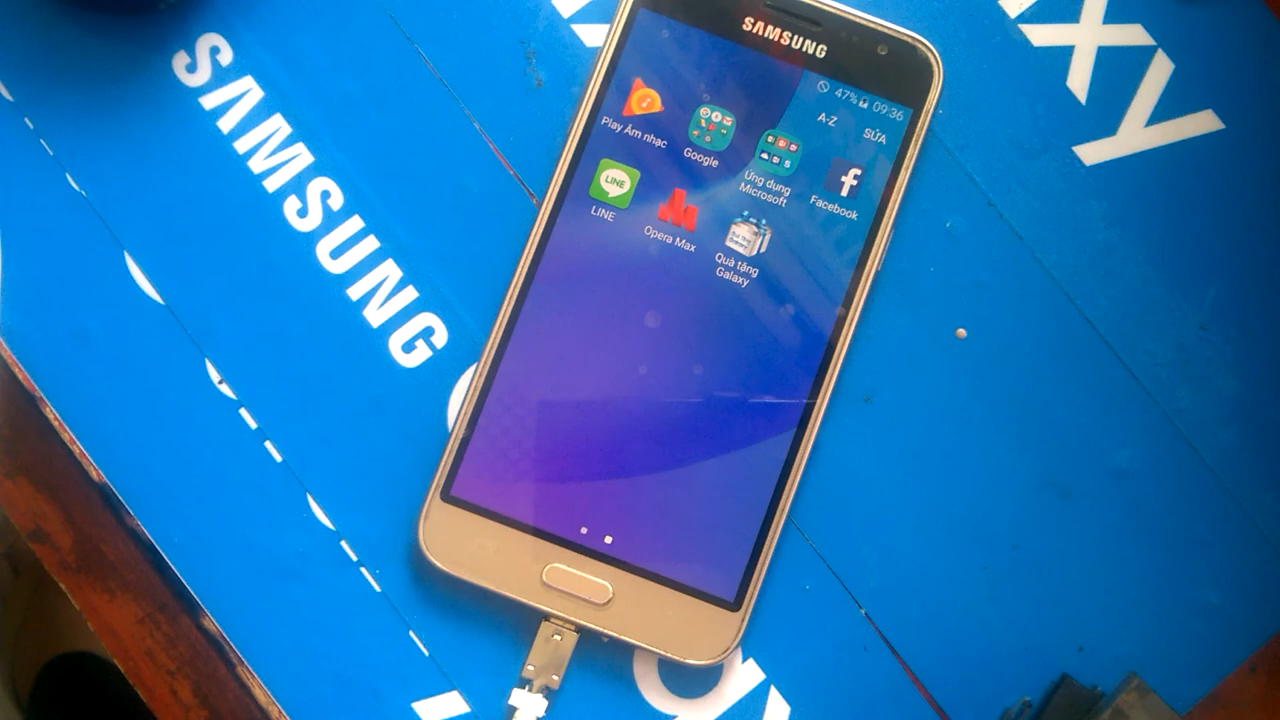 SAMSUNG
SAMSUNG
47% 09:36
A-Z SỬA
Play Âm nhạc
Google
Ứng dụng
Microsoft
Facebook
LINE
LINE
Opera Max
Quà tặng
Galaxy
xy